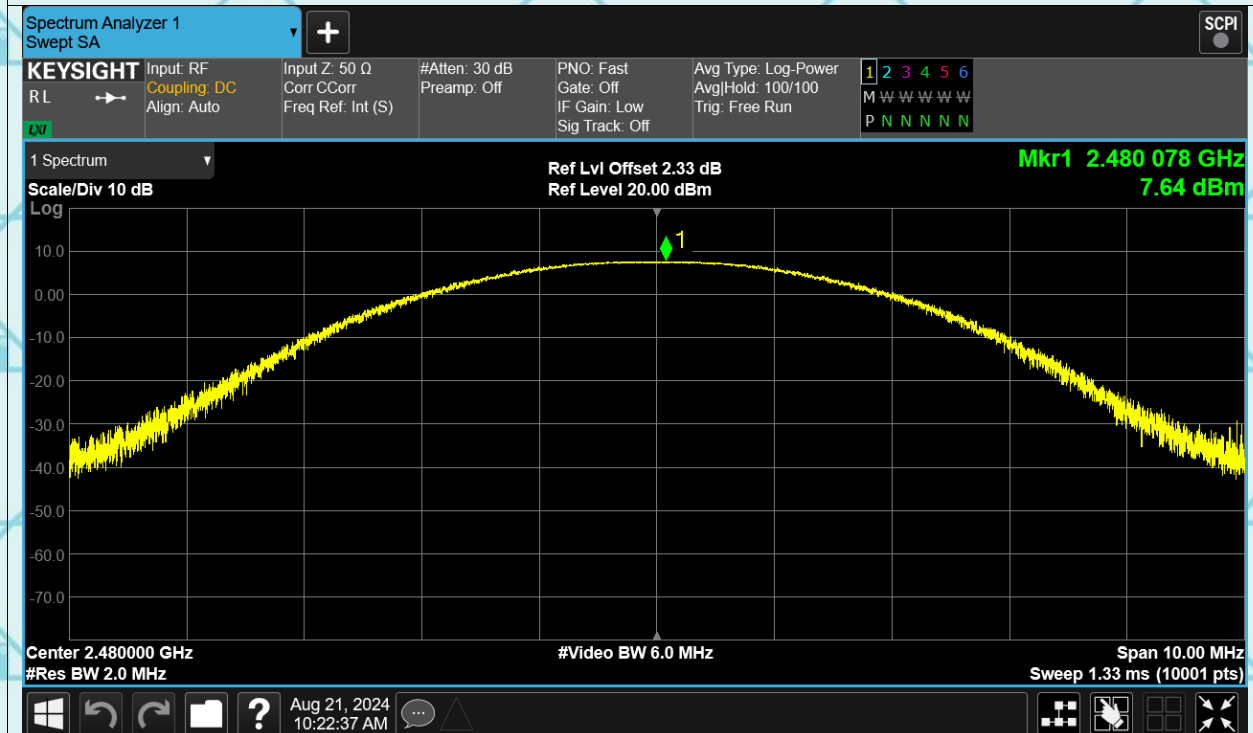 Spectrum Analyzer 1
Swept SA
+
SCPI
KEYSIGHT
RL
LXI
Input: RF
Coupling: DC
Align: Auto
Input Z: 50 Ω
Corr CCorr
Freq Ref: Int (S)
#Atten: 30 dB
Preamp: Off
PNO: Fast
Gate: Off
IF Gain: Low
Sig Track: Off
Avg Type: Log-Power
Avg|Hold: 100/100
Trig: Free Run
1 2 3 4 5 6
M W W W W W
P N N N N N
1 Spectrum
Scale/Div 10 dB
Ref Lvl Offset 2.33 dB
Ref Level 20.00 dBm
Mkr1 2.480 078 GHz
7.64 dBm
Log
1
10.0
0.00
-10.0
-20.0
-30.0
-40.0
-50.0
-60.0
-70.0
Center 2.480000 GHz
#Res BW 2.0 MHz
#Video BW 6.0 MHz
Span 10.00 MHz
Sweep 1.33 ms (10001 pts)
?
Aug 21, 2024
10:22:37 AM